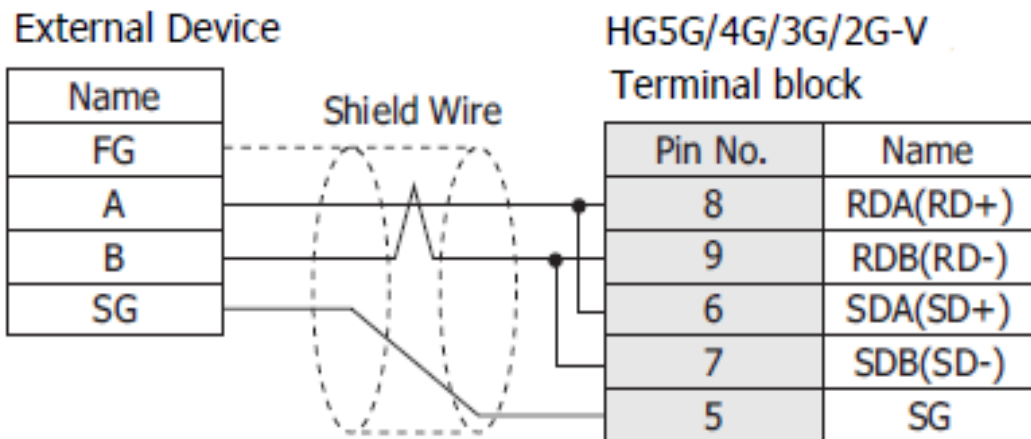 External Device
HG5G/4G/3G/2G-V
Terminal block
Name
Shield Wire
FG
A
B
SG
Pin No. Name
8 RDA(RD+)
9 RDB(RD-)
6 SDA(SD+)
7 SDB(SD-)
5 SG